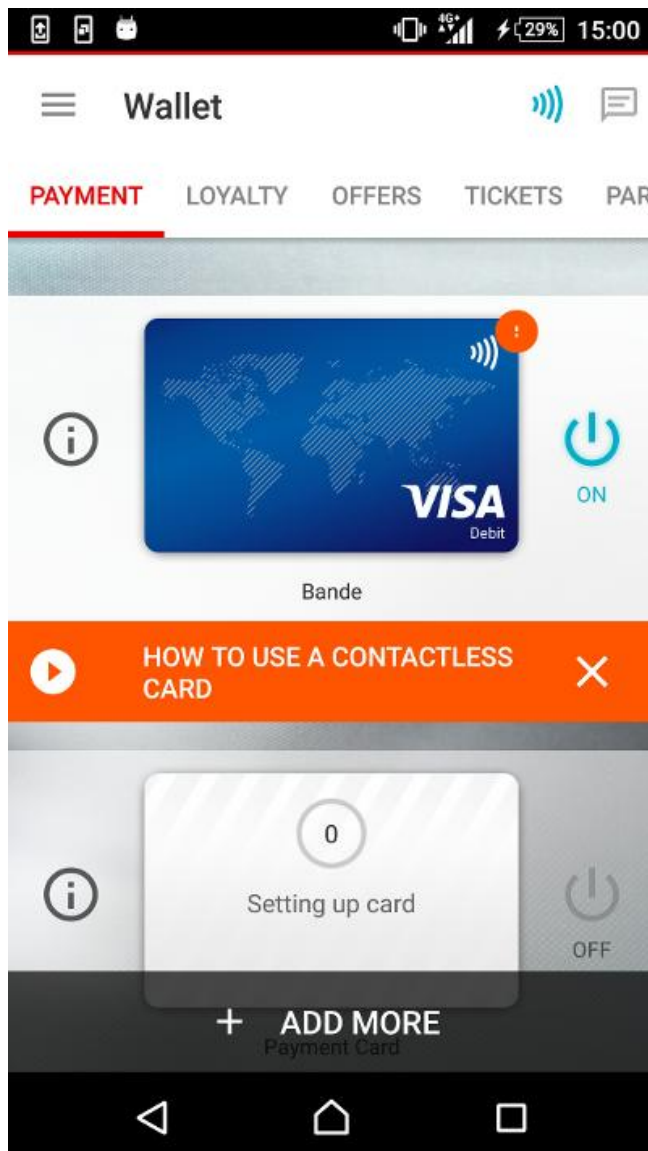 4G+
29%
15:00
Wallet
PAYMENT LOYALTY OFFERS TICKETS PAR
VISA
Debit
ON
Bande
HOW TO USE A CONTACTLESS
CARD
0
Setting up card
OFF
+ ADD MORE
Payment Card